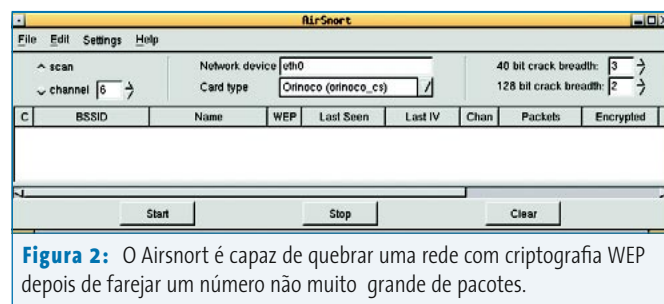 AirSnort
File Edit Settings Help
scan
channel 6
Network device eth0
Card type Orinoco (orinoco_cs)
40 bit crack breadth: 3
128 bit crack breadth: 2
C BSSID Name WEP Last Seen Last IV Chan Packets Encrypted
Start Stop Clear
Figura 2: O Airsnort é capaz de quebrar uma rede com criptografia WEP
depois de farejar um número não muito grande de pacotes.